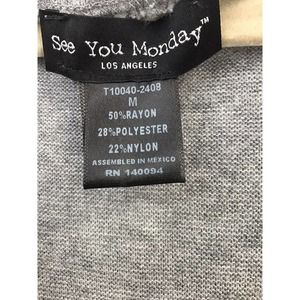 See You Monday™
LOS ANGELES
T10040-2408
M
50%RAYON
28%POLYESTER
22%NYLON
ASSEMBLED IN MEXICO
RN 140094